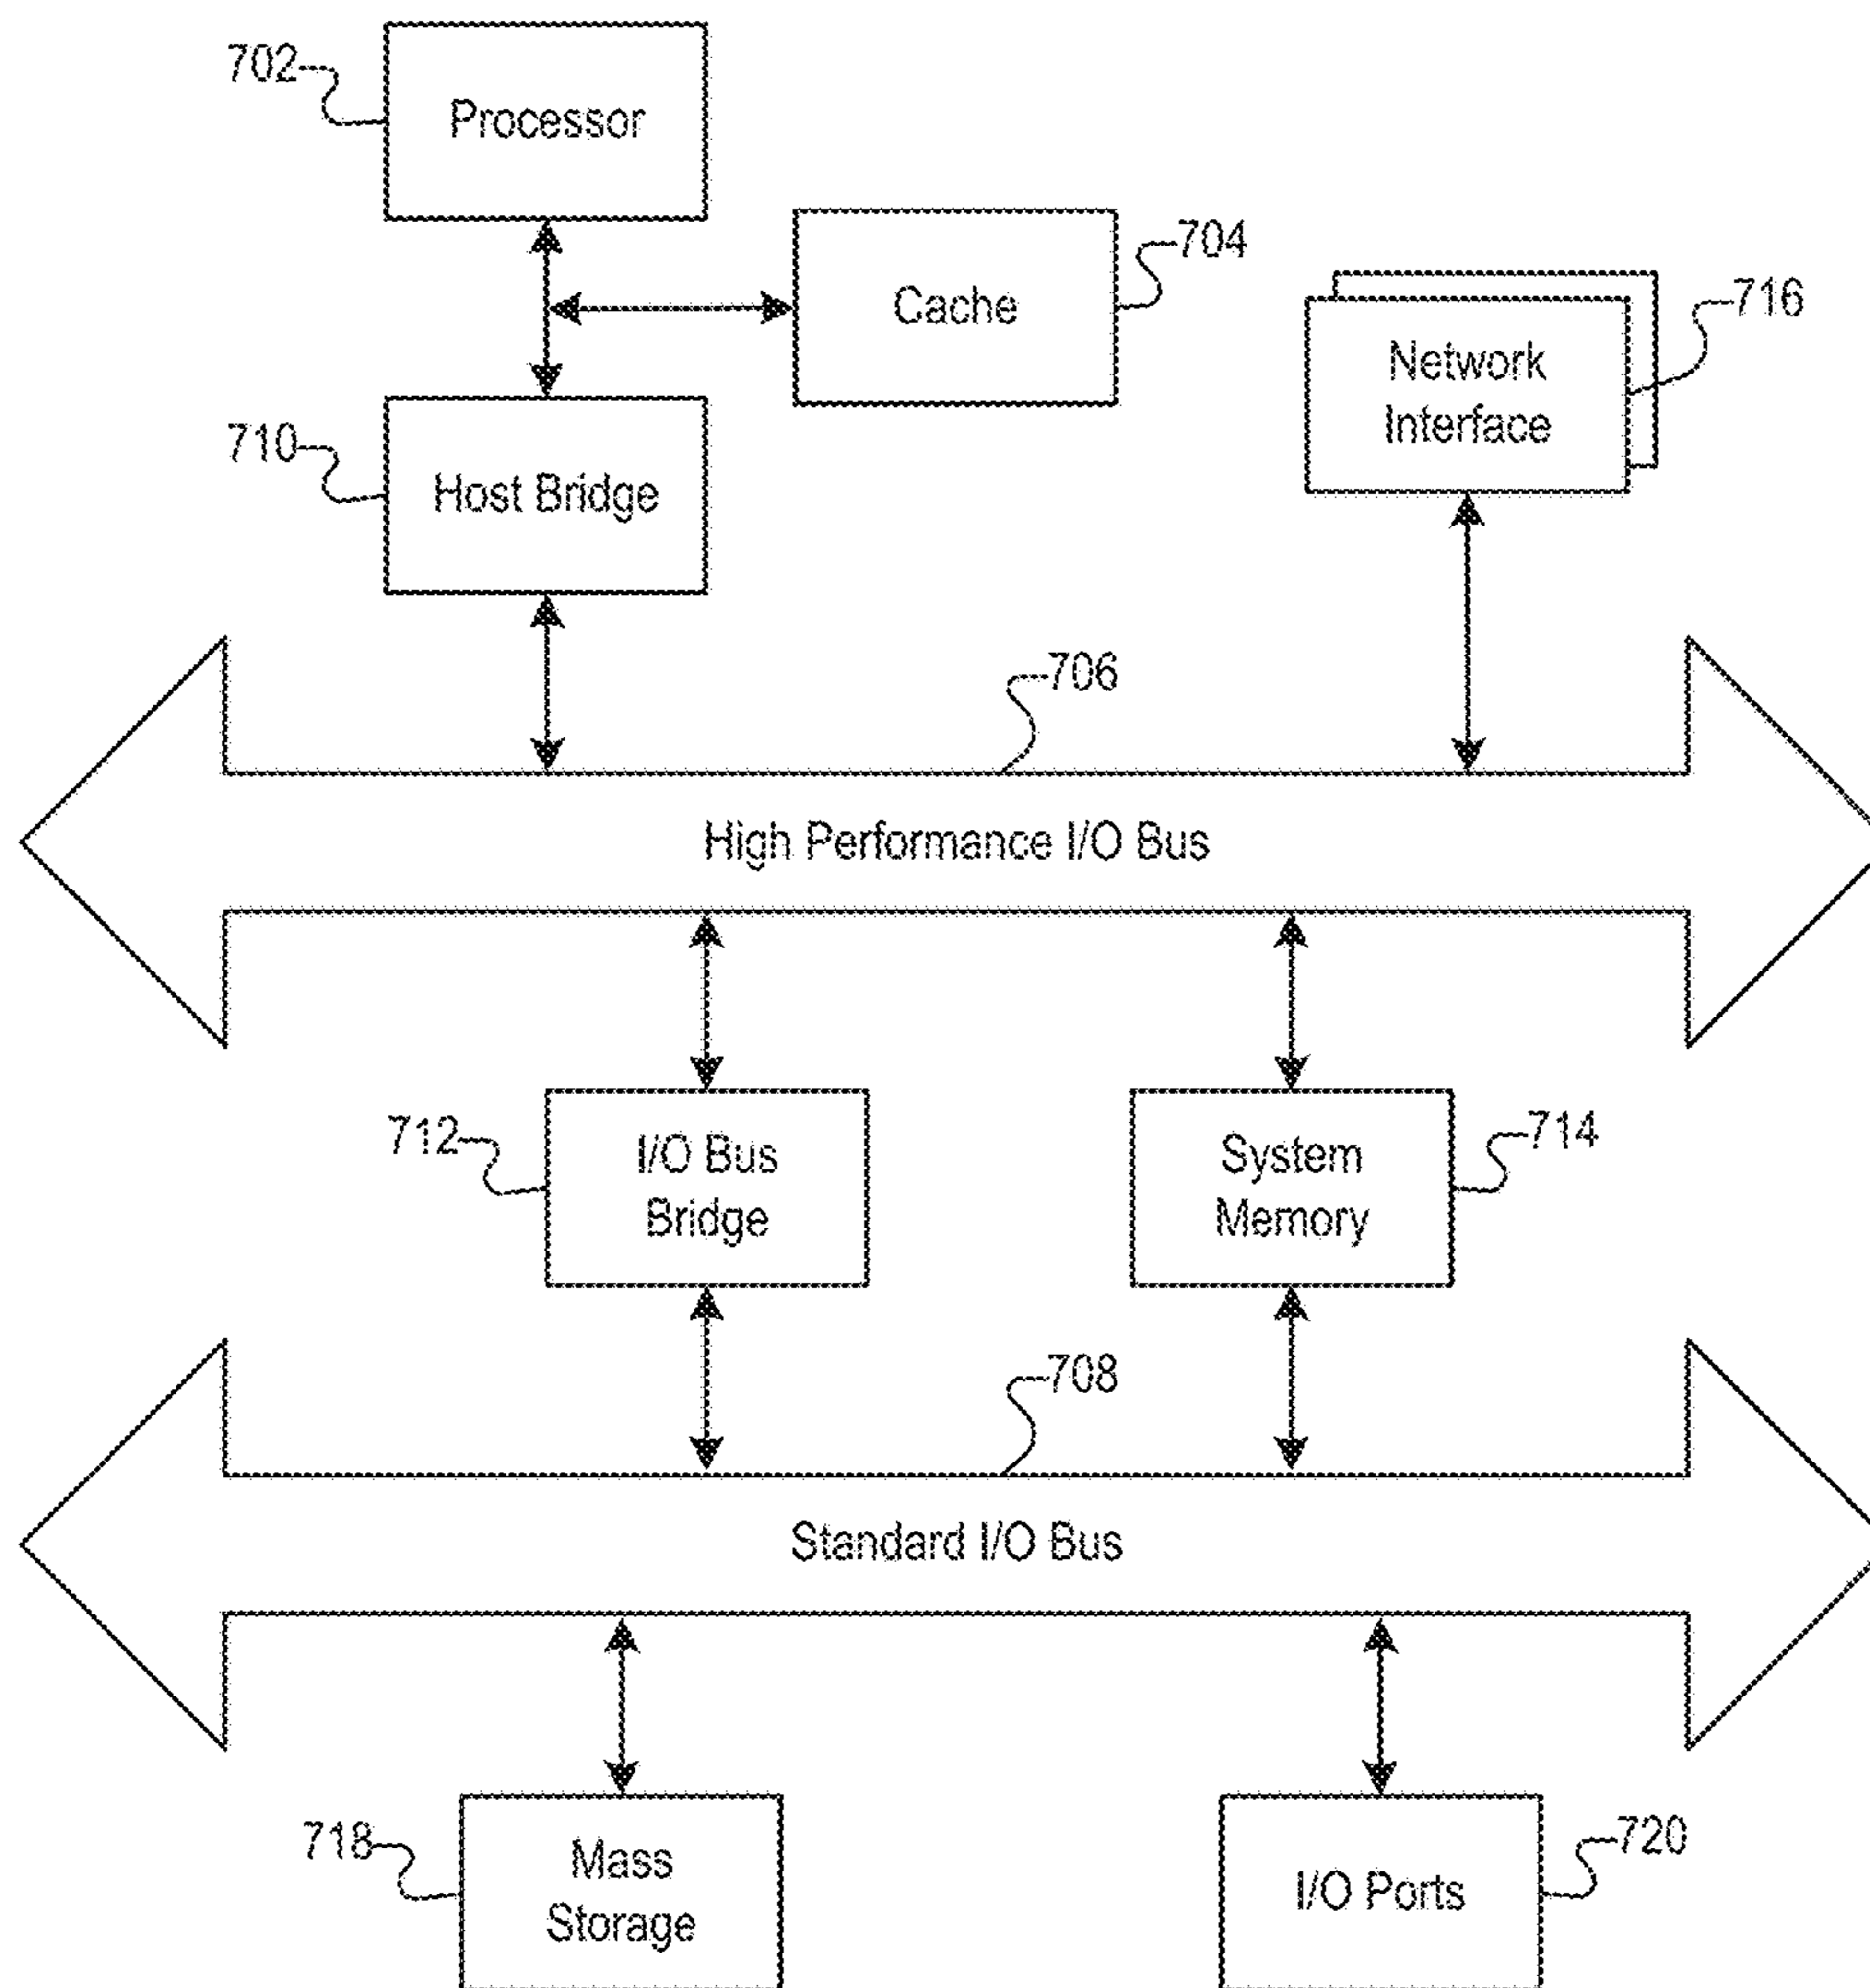 702
Processor
704
Cache
716
Network
Interface
710
Host Bridge
706
High Performance I/O Bus
712
I/O Bus
Bridge
714
System
Memory
708
Standard I/O Bus
718
Mass
Storage
720
I/O Ports